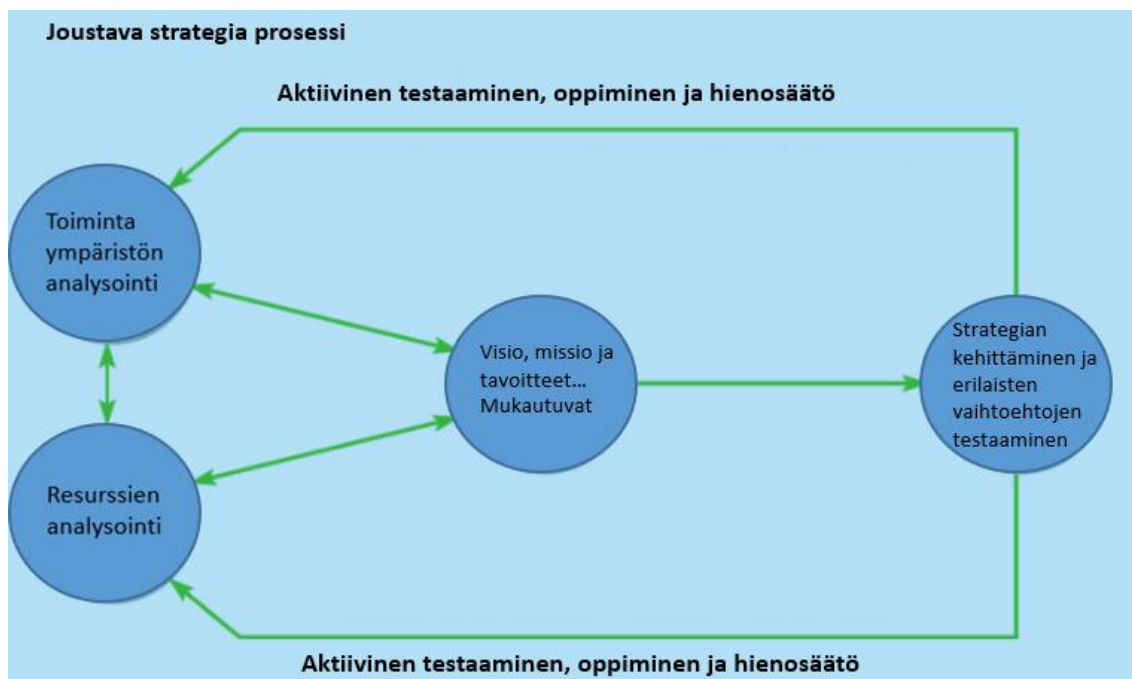 Joustava strategia prosessi
Aktiivinen testaaminen, oppiminen ja hienosäätö
Toiminta
ympäristön
analysointi
Visio, missio ja
tavoitteet...
Mukautuvat
Strategian
kehittäminen ja
erilaisten
vaihtoehtojen
testaaminen
Resurssien
analysointi
Aktiivinen testaaminen, oppiminen ja hienosäätö